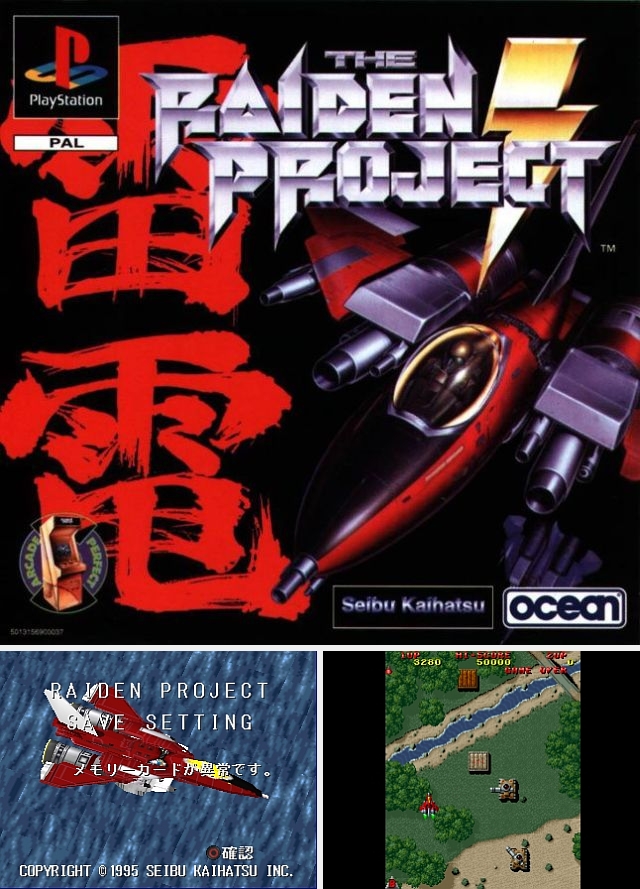 PlayStation
PAL
THE
RAIDEN
PROJECT
TM
雷
電
ARCADE
PERFECT
Seibu Kaihatsu
ocean
5013156900037
RAIDEN PROJECT
SAVE SETTING
メモリーカードが異常です。
確認
COPYRIGHT ©1995 SEIBU KAIHATSU INC.
1UP HI-SCORE 2UP
3280 50000 0
GAME OVER